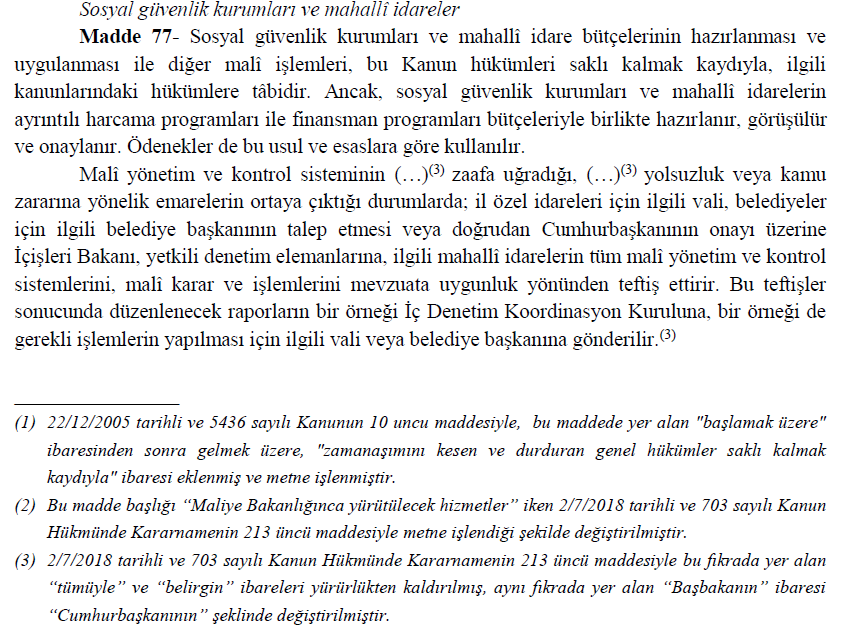 Sosyal güvenlik kurumları ve mahallî idareler
Madde 77- Sosyal güvenlik kurumları ve mahallî idare bütçelerinin hazırlanması ve
uygulanması ile diğer malî işlemleri, bu Kanun hükümleri saklı kalmak kaydıyla, ilgili
kanunlarındaki hükümlere tâbidir. Ancak, sosyal güvenlik kurumları ve mahallî idarelerin
ayrıntılı harcama programları ile finansman programları bütçeleriyle birlikte hazırlanır, görüşülür
ve onaylanır. Ödenekler de bu usul ve esaslara göre kullanılır.
Malî yönetim ve kontrol sisteminin (…)(3) zaafa uğradığı, (…)(3) yolsuzluk veya kamu
zararına yönelik emarelerin ortaya çıktığı durumlarda; il özel idareleri için ilgili vali, belediyeler
için ilgili belediye başkanının talep etmesi veya doğrudan Cumhurbaşkanının onayı üzerine
İçişleri Bakanı, yetkili denetim elemanlarına, ilgili mahallî idarelerin tüm malî yönetim ve kontrol
sistemlerini, malî karar ve işlemlerini mevzuata uygunluk yönünden teftiş ettirir. Bu teftişler
sonucunda düzenlenecek raporların bir örneği İç Denetim Koordinasyon Kuruluna, bir örneği de
gerekli işlemlerin yapılması için ilgili vali veya belediye başkanına gönderilir.(3)
(1) 22/12/2005 tarihli ve 5436 sayılı Kanunun 10 uncu maddesiyle, bu maddede yer alan "başlamak üzere"
ibaresinden sonra gelmek üzere, "zamanaşımını kesen ve durduran genel hükümler saklı kalmak
kaydıyla" ibaresi eklenmiş ve metne işlenmiştir.
(2) Bu madde başlığı “Maliye Bakanlığınca yürütülecek hizmetler” iken 2/7/2018 tarihli ve 703 sayılı Kanun
Hükmünde Kararnamenin 213 üncü maddesiyle metne işlendiği şekilde değiştirilmiştir.
(3) 2/7/2018 tarihli ve 703 sayılı Kanun Hükmünde Kararnamenin 213 üncü maddesiyle bu fıkrada yer alan
“tümüyle” ve “belirgin” ibareleri yürürlükten kaldırılmış, aynı fıkrada yer alan “Başbakanın” ibaresi
“Cumhurbaşkanının” şeklinde değiştirilmiştir.